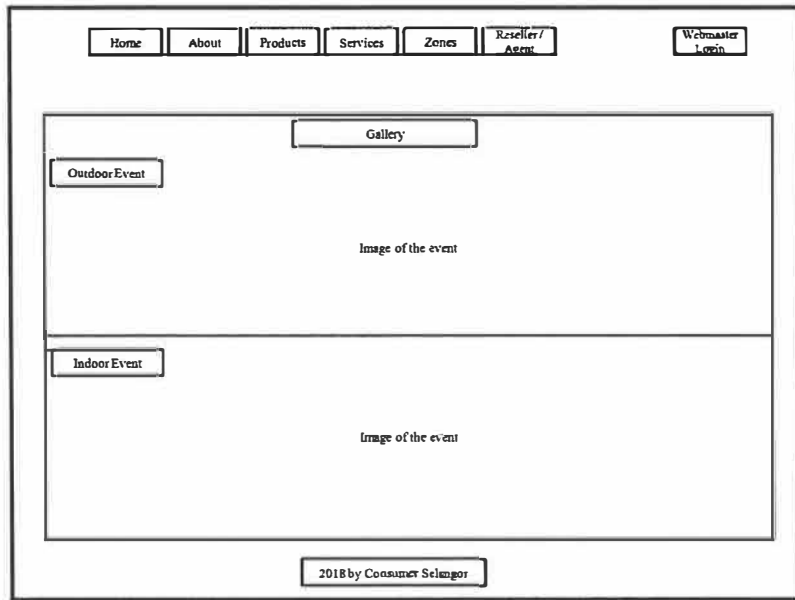 Home
About
Products
Services
Zones
Reseller /
Agent
Webmaster
Login
Gallery
Outdoor Event
Image of the event
Indoor Event
Image of the event
2018 by Consumer Selangor